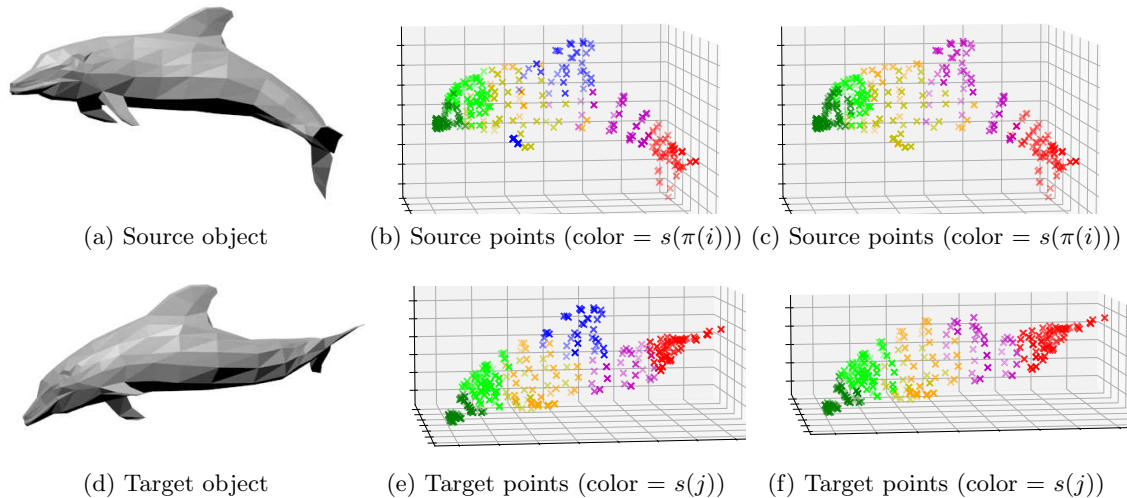 (a) Source object
(b) Source points (color = s(π(i)))
(c) Source points (color = s(π(i)))
(d) Target object
(e) Target points (color = s(j))
(f) Target points (color = s(j))